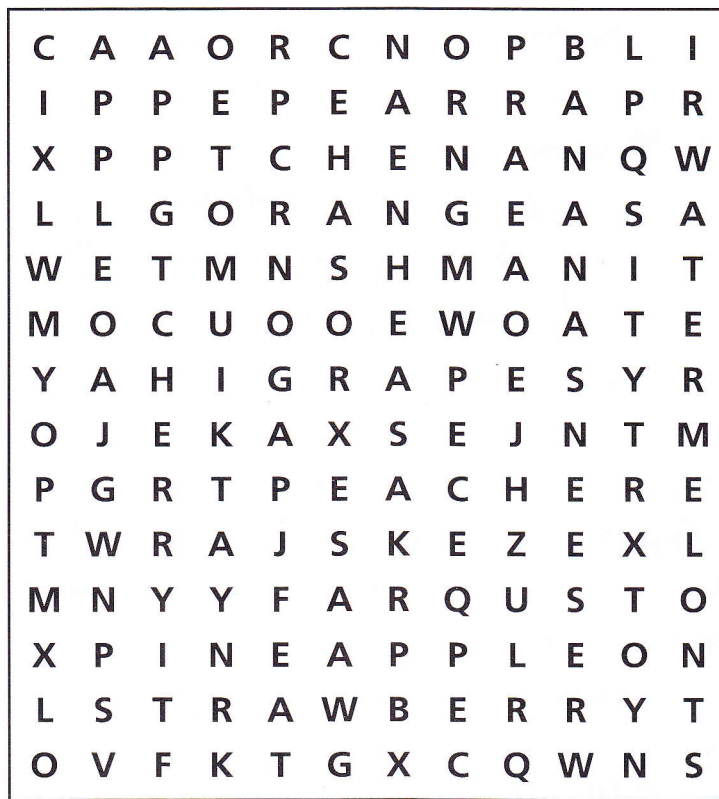 C A A O R C N O P B L I
I P P E P E A R R A P R
X P P T C H E N A N Q W
L L G O R A N G E A S A
W E T M N S H M A N I T
M O C U O O E W O A T E
Y A H I G R A P E S Y R
O J E K A X S E J N T M
P G R T P E A C H E R E
T W R A J S K E Z E X L
M N Y Y F A R Q U S T O
X P I N E A P P L E O N
L S T R A W B E R R Y T
O V F K T G X C Q W N S